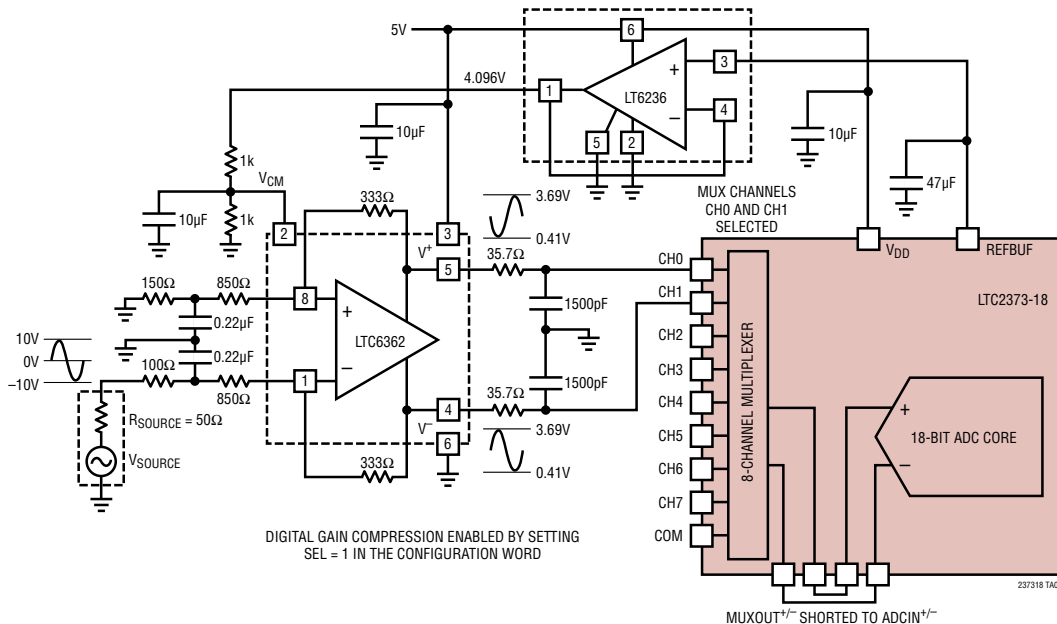 5V
6
4.096V
1
+
LT6236
3
−
4
5
2
10µF
10µF
1k
VCM
1k
10µF
333Ω
2
3
V+
3.69V
0.41V
MUX CHANNELS
CH0 AND CH1
SELECTED
47µF
VDD
REFBUF
LTC2373-18
150Ω
850Ω
8
+
5
35.7Ω
CH0
CH1
CH2
CH3
CH4
CH5
CH6
CH7
COM
8-CHANNEL MULTIPLEXER
0.22µF
LTC6362
1500pF
10V
0V
–10V
0.22µF
100Ω
850Ω
1
−
1500pF
35.7Ω
4
V−
6
3.69V
0.41V
RSOURCE = 50Ω
VSOURCE
333Ω
+
18-BIT ADC CORE
−
DIGITAL GAIN COMPRESSION ENABLED BY SETTING
SEL = 1 IN THE CONFIGURATION WORD
MUXOUT+/– SHORTED TO ADCIN+/–
237318